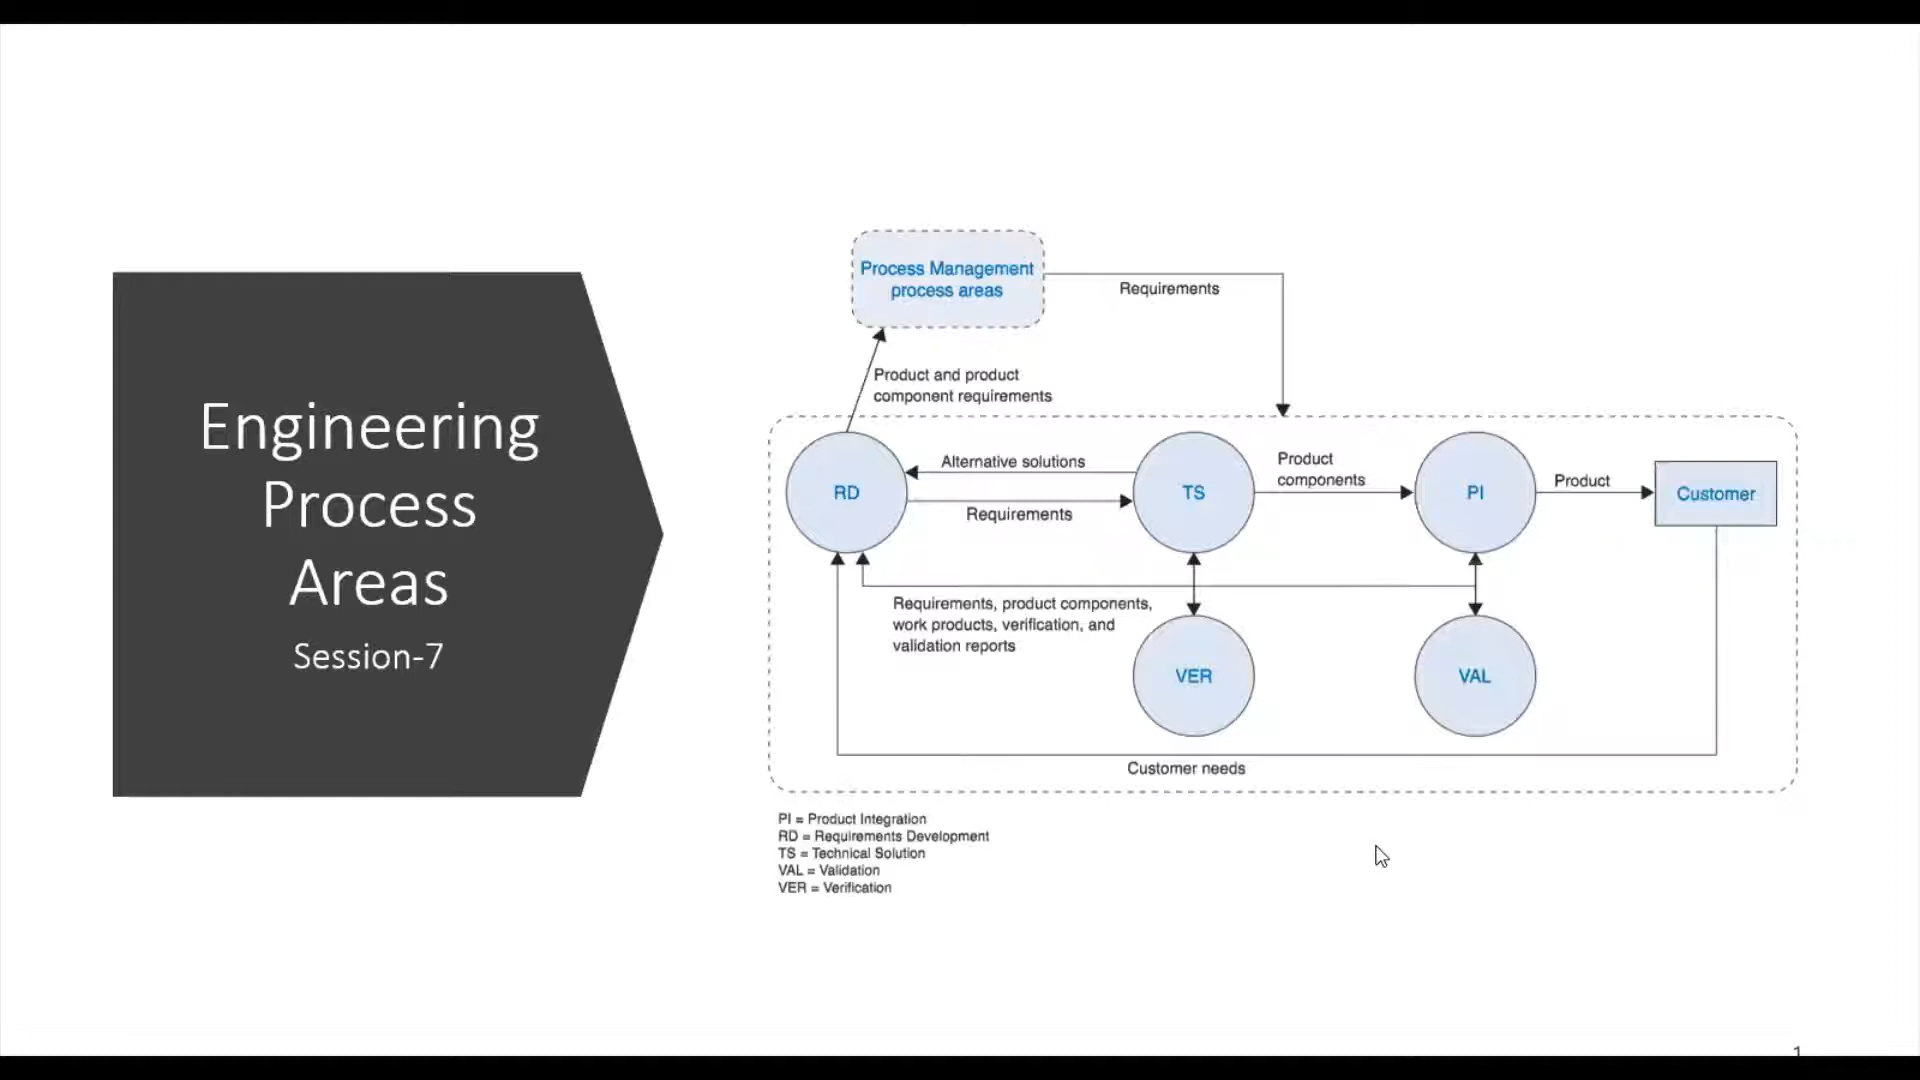 Engineering
Process
Areas
Session-7
Process Management
process areas
Requirements
Product and product
component requirements
RD
Alternative solutions
Requirements
TS
Product
components
PI
Product
Customer
Requirements, product components,
work products, verification, and
validation reports
VER
VAL
Customer needs
PI = Product Integration
RD = Requirements Development
TS = Technical Solution
VAL = Validation
VER = Verification
1